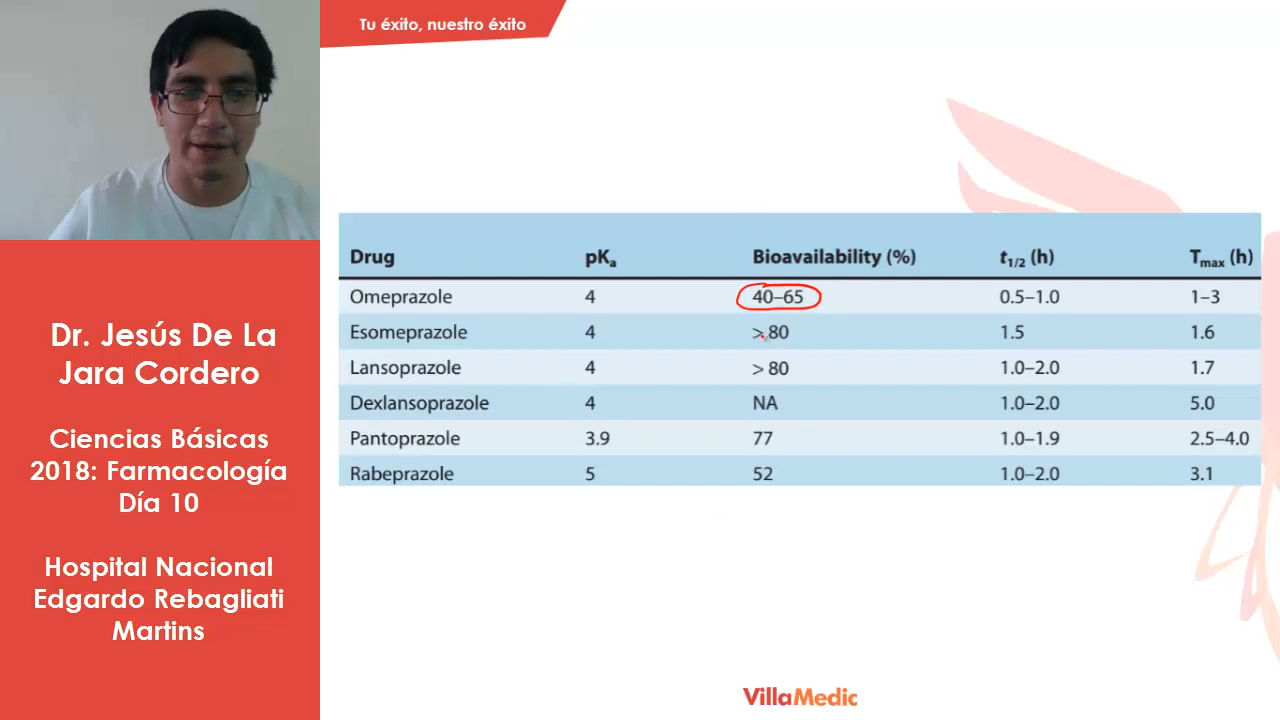 Tu éxito, nuestro éxito
Dr. Jesús De La
Jara Cordero
Ciencias Básicas
2018: Farmacología
Día 10
Hospital Nacional
Edgardo Rebagliati
Martins
Drug pKa Bioavailability (%) t1/2 (h) Tmax (h)
Omeprazole 4 40–65 0.5–1.0 1–3
Esomeprazole 4 > 80 1.5 1.6
Lansoprazole 4 > 80 1.0–2.0 1.7
Dexlansoprazole 4 NA 1.0–2.0 5.0
Pantoprazole 3.9 77 1.0–1.9 2.5–4.0
Rabeprazole 5 52 1.0–2.0 3.1
VillaMedic